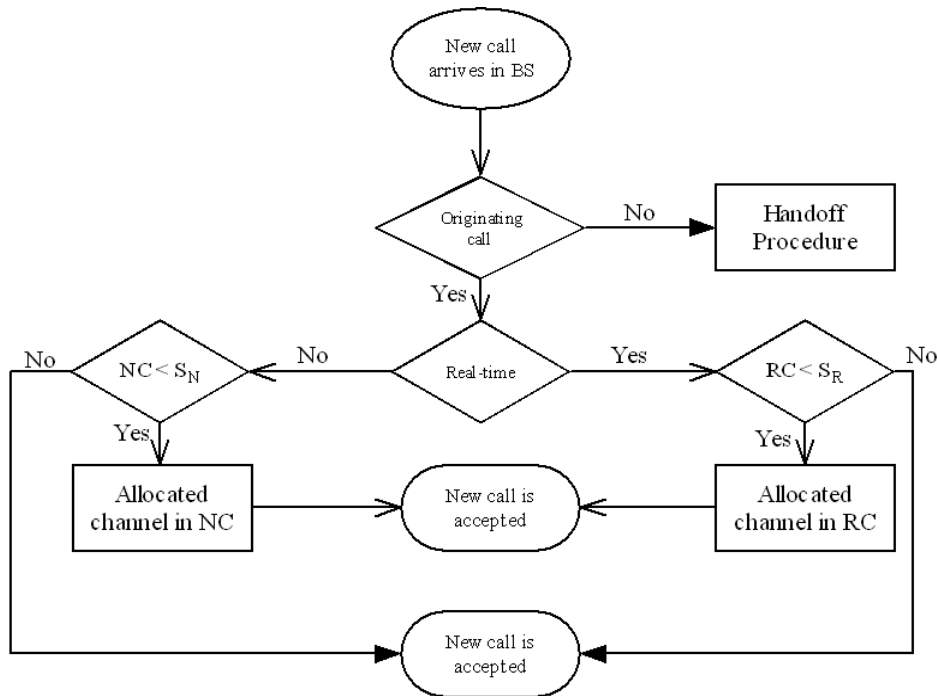 New call
arrives in BS
Originating
call
No
Handoff
Procedure
Yes
No
NC < S_N
No
Real-time
Yes
RC < S_R
No
Yes
Yes
Allocated
channel in NC
New call is
accepted
Allocated
channel in RC
New call is
accepted